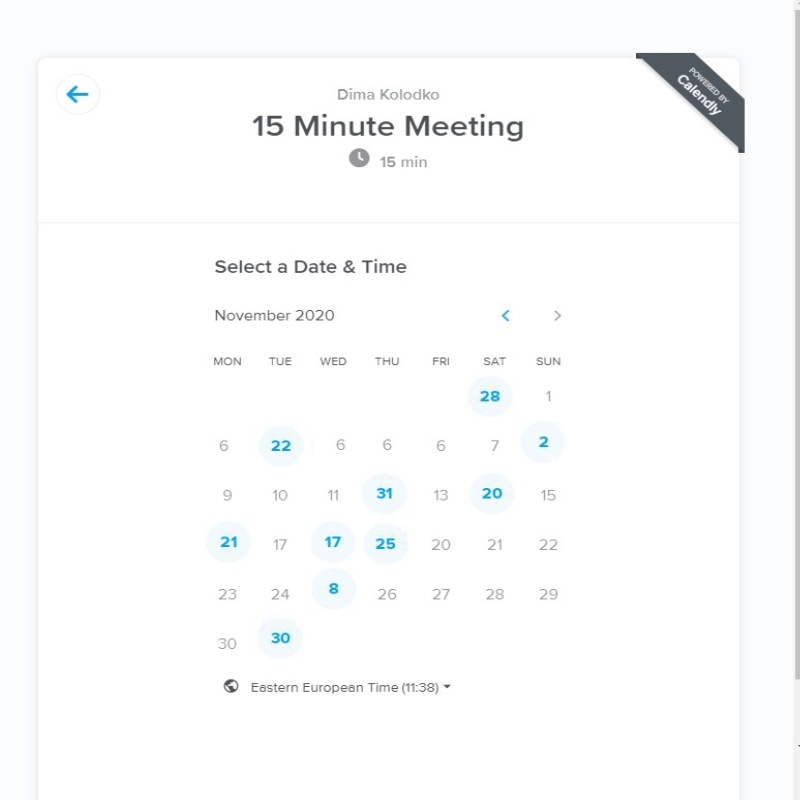 POWERED BY
Calendly
Dima Kolodko
15 Minute Meeting
15 min
Select a Date & Time
November 2020
MON TUE WED THU FRI SAT SUN
28 1
6 22 6 6 6 7 2
9 10 11 31 13 20 15
21 17 17 25 20 21 22
23 24 8 26 27 28 29
30 30
Eastern European Time (11:38)